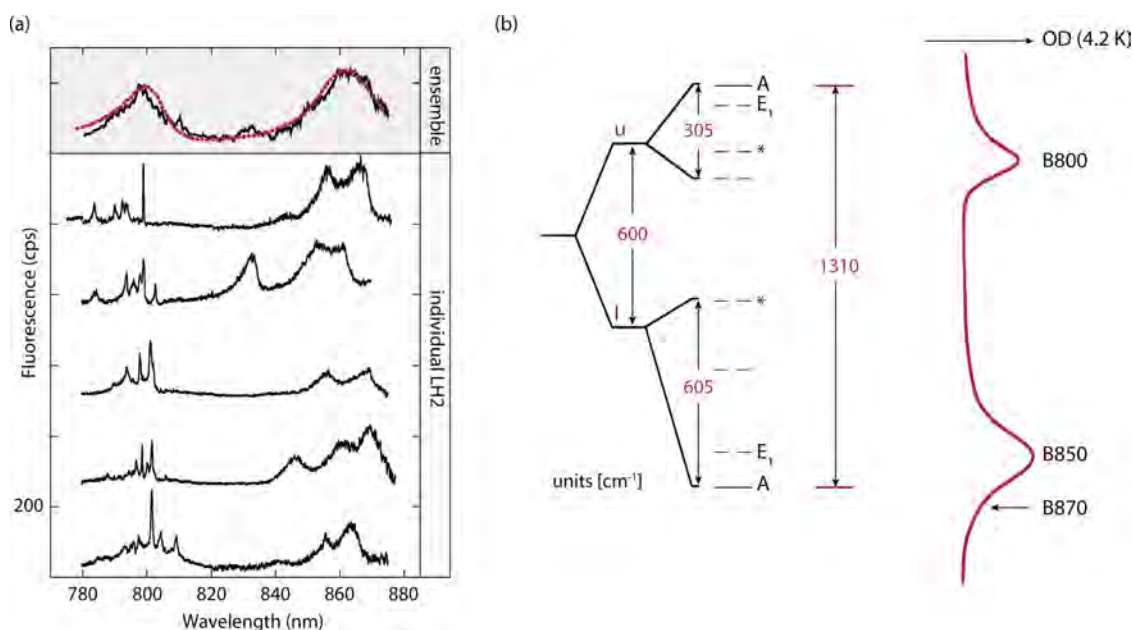 (a)
ensemble
individual LH2
Fluorescence (cps)
200
780 800 820 840 860 880
Wavelength (nm)
(b)
OD (4.2 K)
A
E₁
u
305
*
B800
600
1310
l
*
605
E₁
B850
units [cm⁻¹]
A
B870